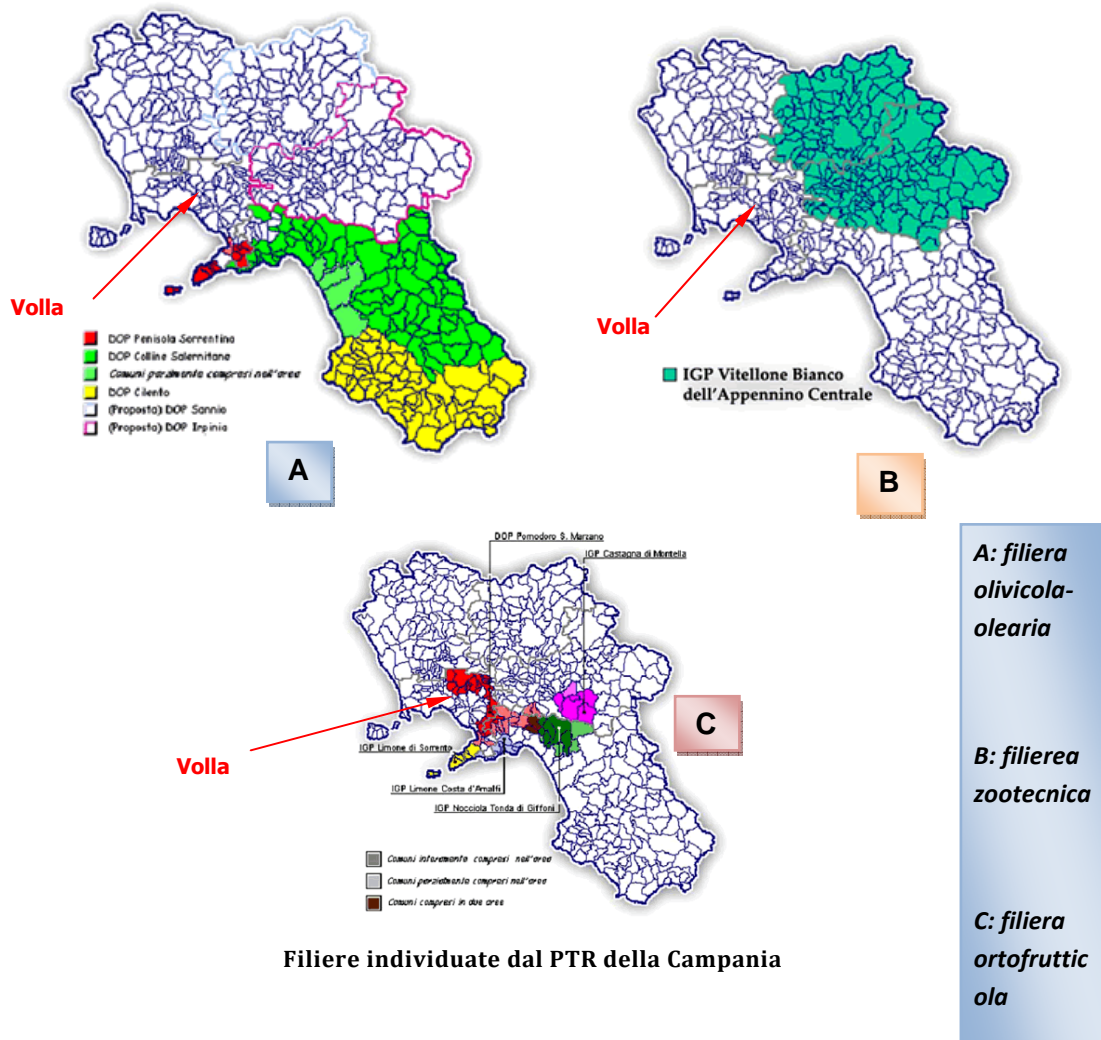 Volla
DOP Penisola Sorrentina
DOP Colline Salernitane
Comuni parzialmente compresi nell'area
DOP Cilento
(Proposta) DOP Sannio
(Proposta) DOP Irpinia
A
Volla
IGP Vitellone Bianco
dell'Appennino Centrale
B
DOP Pomodoro S. Marzano
IGP Castagna di Montella
Volla
IGP Limone di Sorrento
IGP Limone Costa d'Amalfi
IGP Nocciola Tonda di Giffoni
C
Comuni interamente compresi nell'area
Comuni parzialmente compresi nell'area
Comuni compresi in due aree
Filiere individuate dal PTR della Campania
A: filiera
olivicola-
olearia
B: filierea
zootecnica
C: filiera
ortofruttic
ola